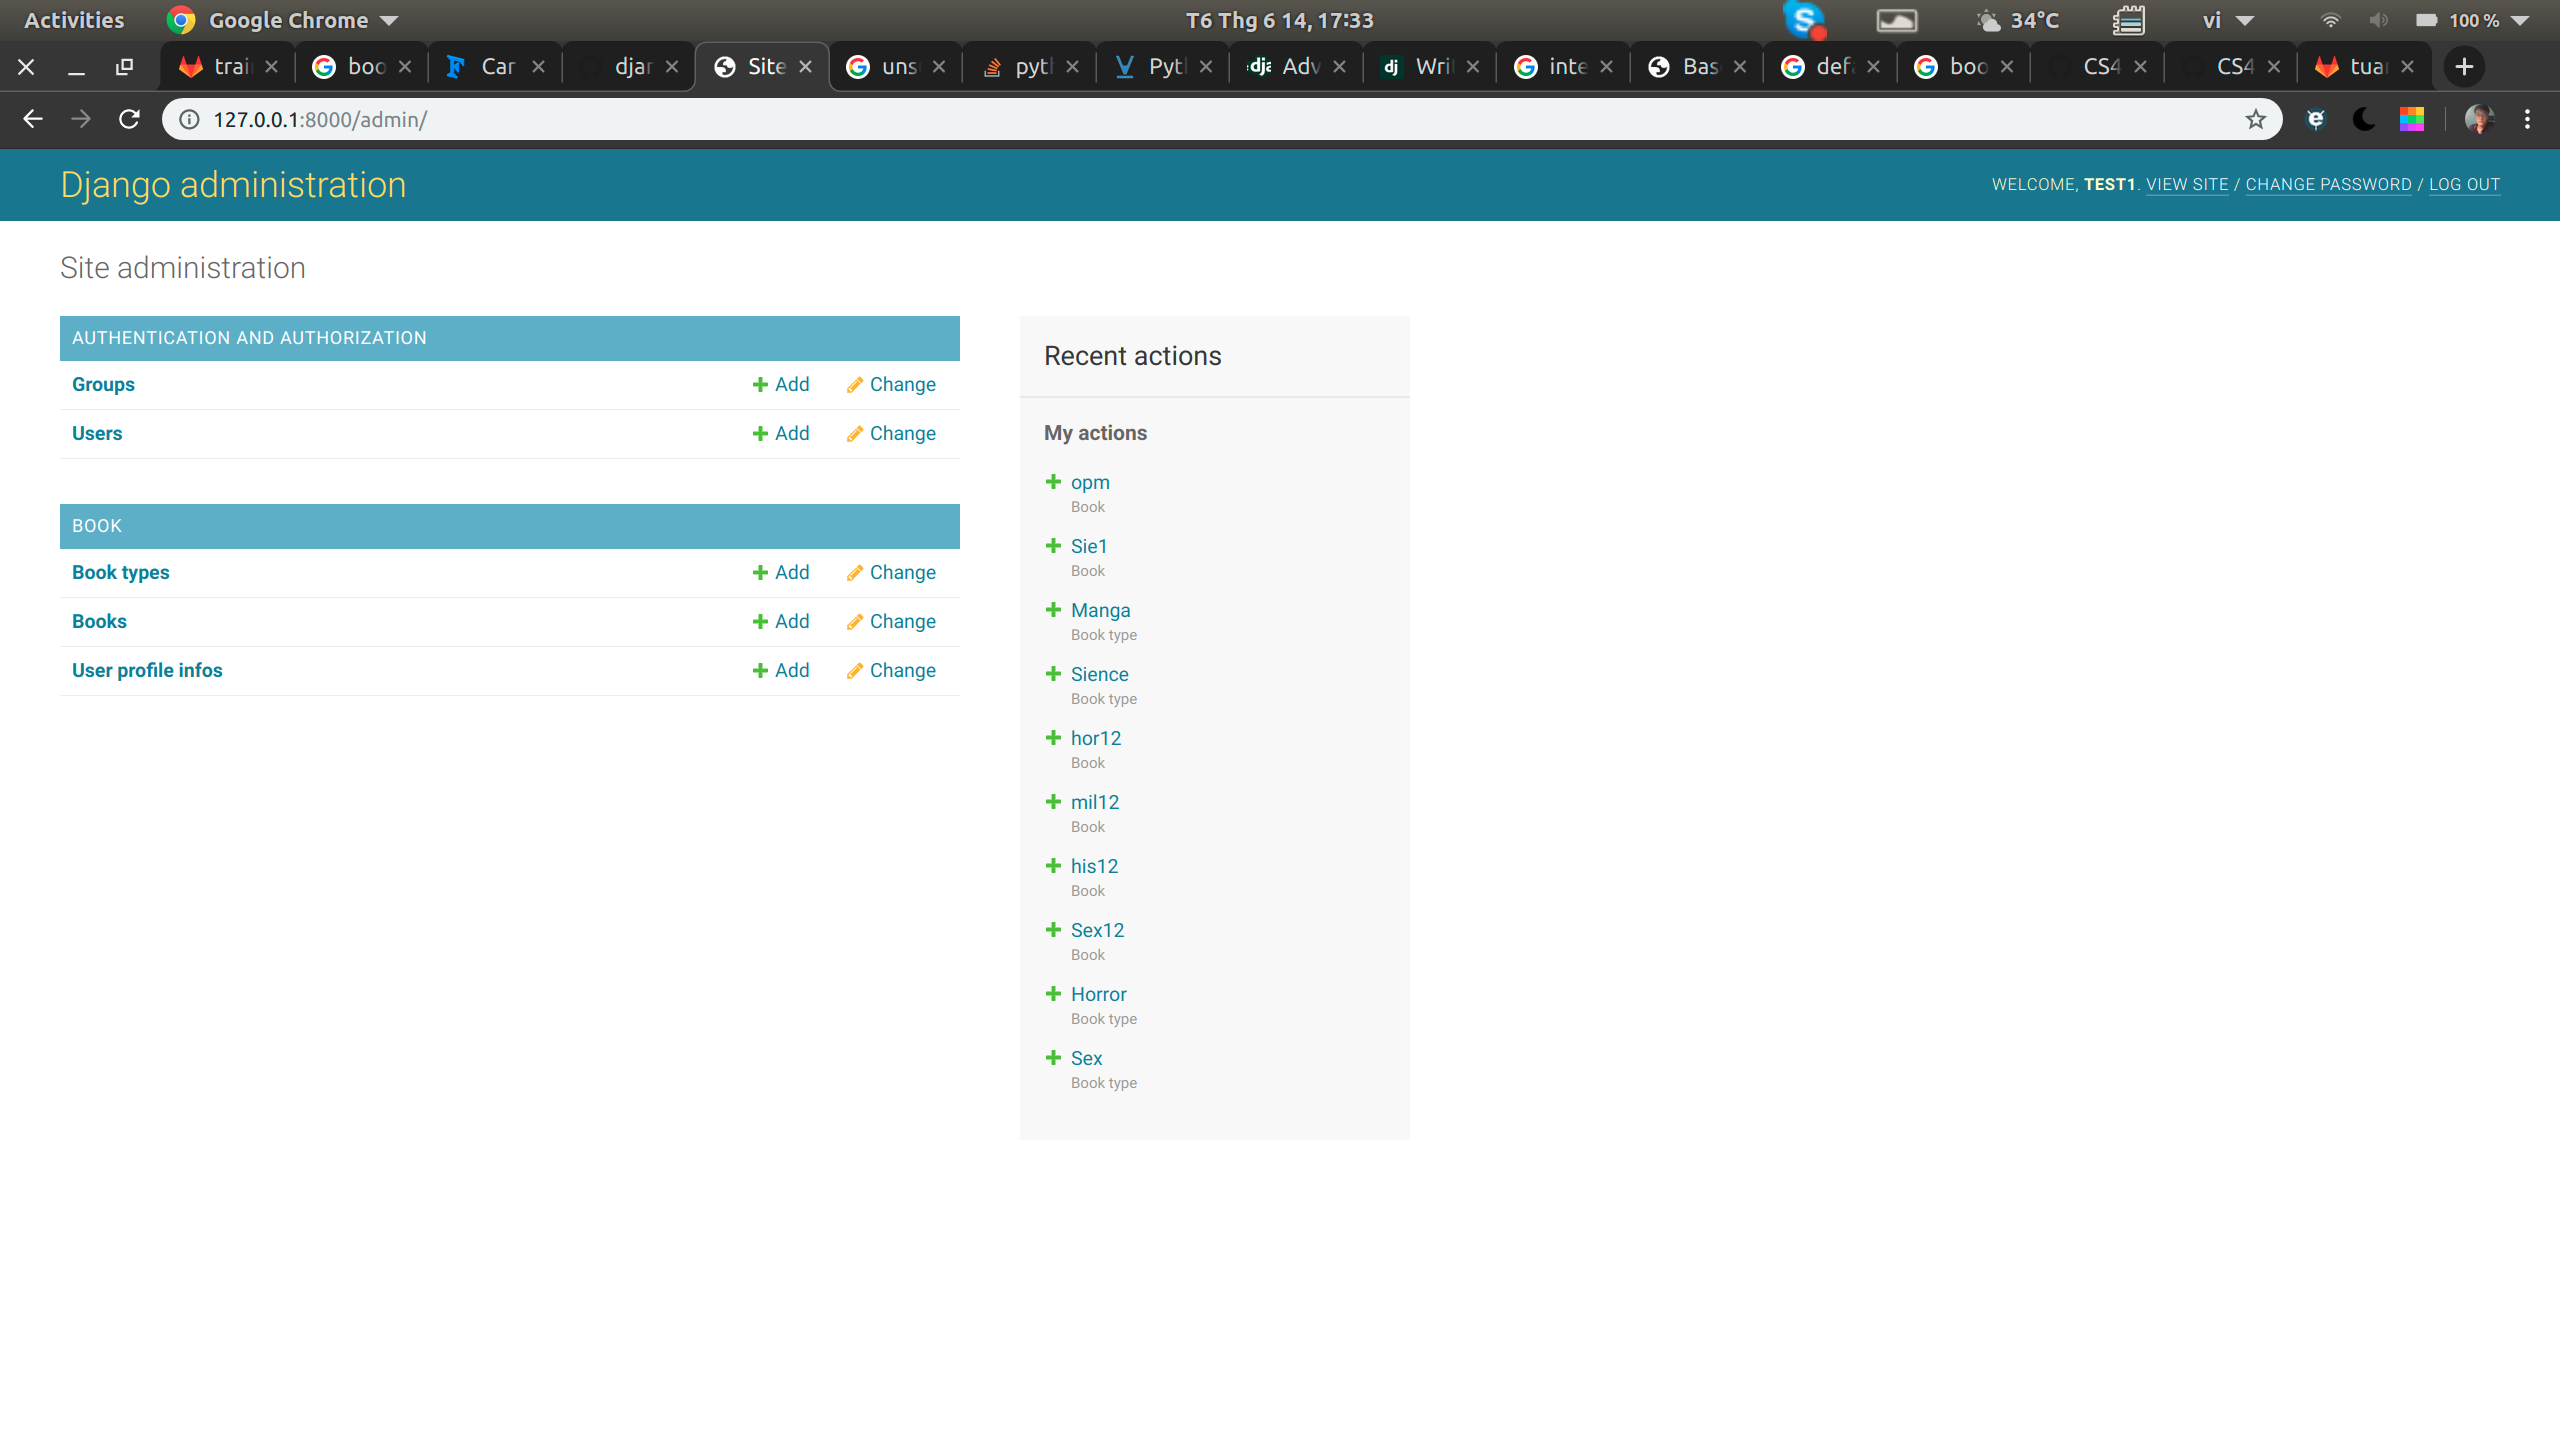 Activities Google Chrome T6 Thg 6 14, 17:33 34°C vi 100 %
trai boo Car djar Site uns pytl Pyt Adv Wri inte Bas defa boo CS4 CS4 tuar
127.0.0.1:8000/admin/
Django administration
WELCOME, TEST1. VIEW SITE / CHANGE PASSWORD / LOG OUT
Site administration
AUTHENTICATION AND AUTHORIZATION
Groups Add Change
Users Add Change
BOOK
Book types Add Change
Books Add Change
User profile infos Add Change
Recent actions
My actions
opm
Book
Sie1
Book
Manga
Book type
Sience
Book type
hor12
Book
mil12
Book
his12
Book
Sex12
Book
Horror
Book type
Sex
Book type